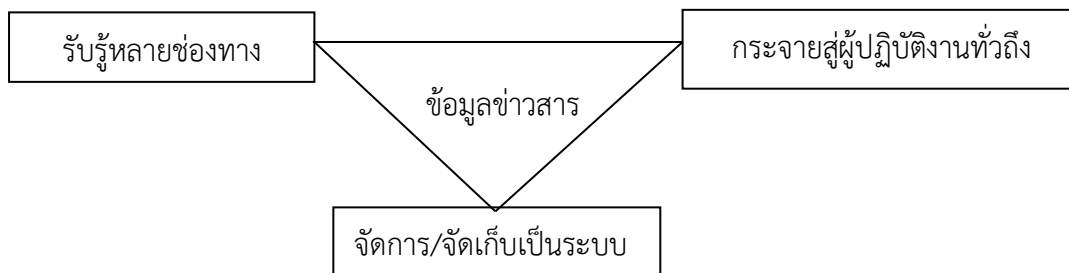 รับรู้หลายช่องทาง
กระจายสู่ผู้ปฏิบัติงานทั่วถึง
ข้อมูลข่าวสาร
จัดการ/จัดเก็บเป็นระบบ